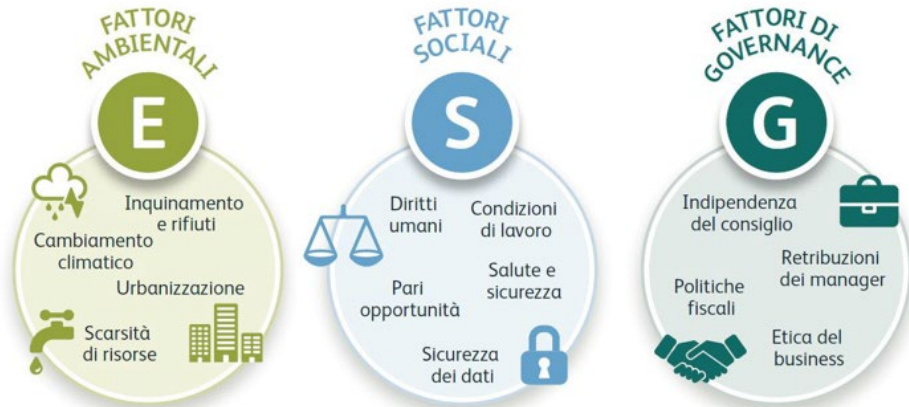 FATTORI
AMBIENTALI
E
Inquinamento
e rifiuti
Cambiamento
climatico
Urbanizzazione
Scarsità
di risorse
FATTORI
SOCIALI
S
Diritti
umani
Condizioni
di lavoro
Pari
opportunità
Salute e
sicurezza
Sicurezza
dei dati
FATTORI DI
GOVERNANCE
G
Indipendenza
del consiglio
Retribuzioni
dei manager
Politiche
fiscali
Etica del
business